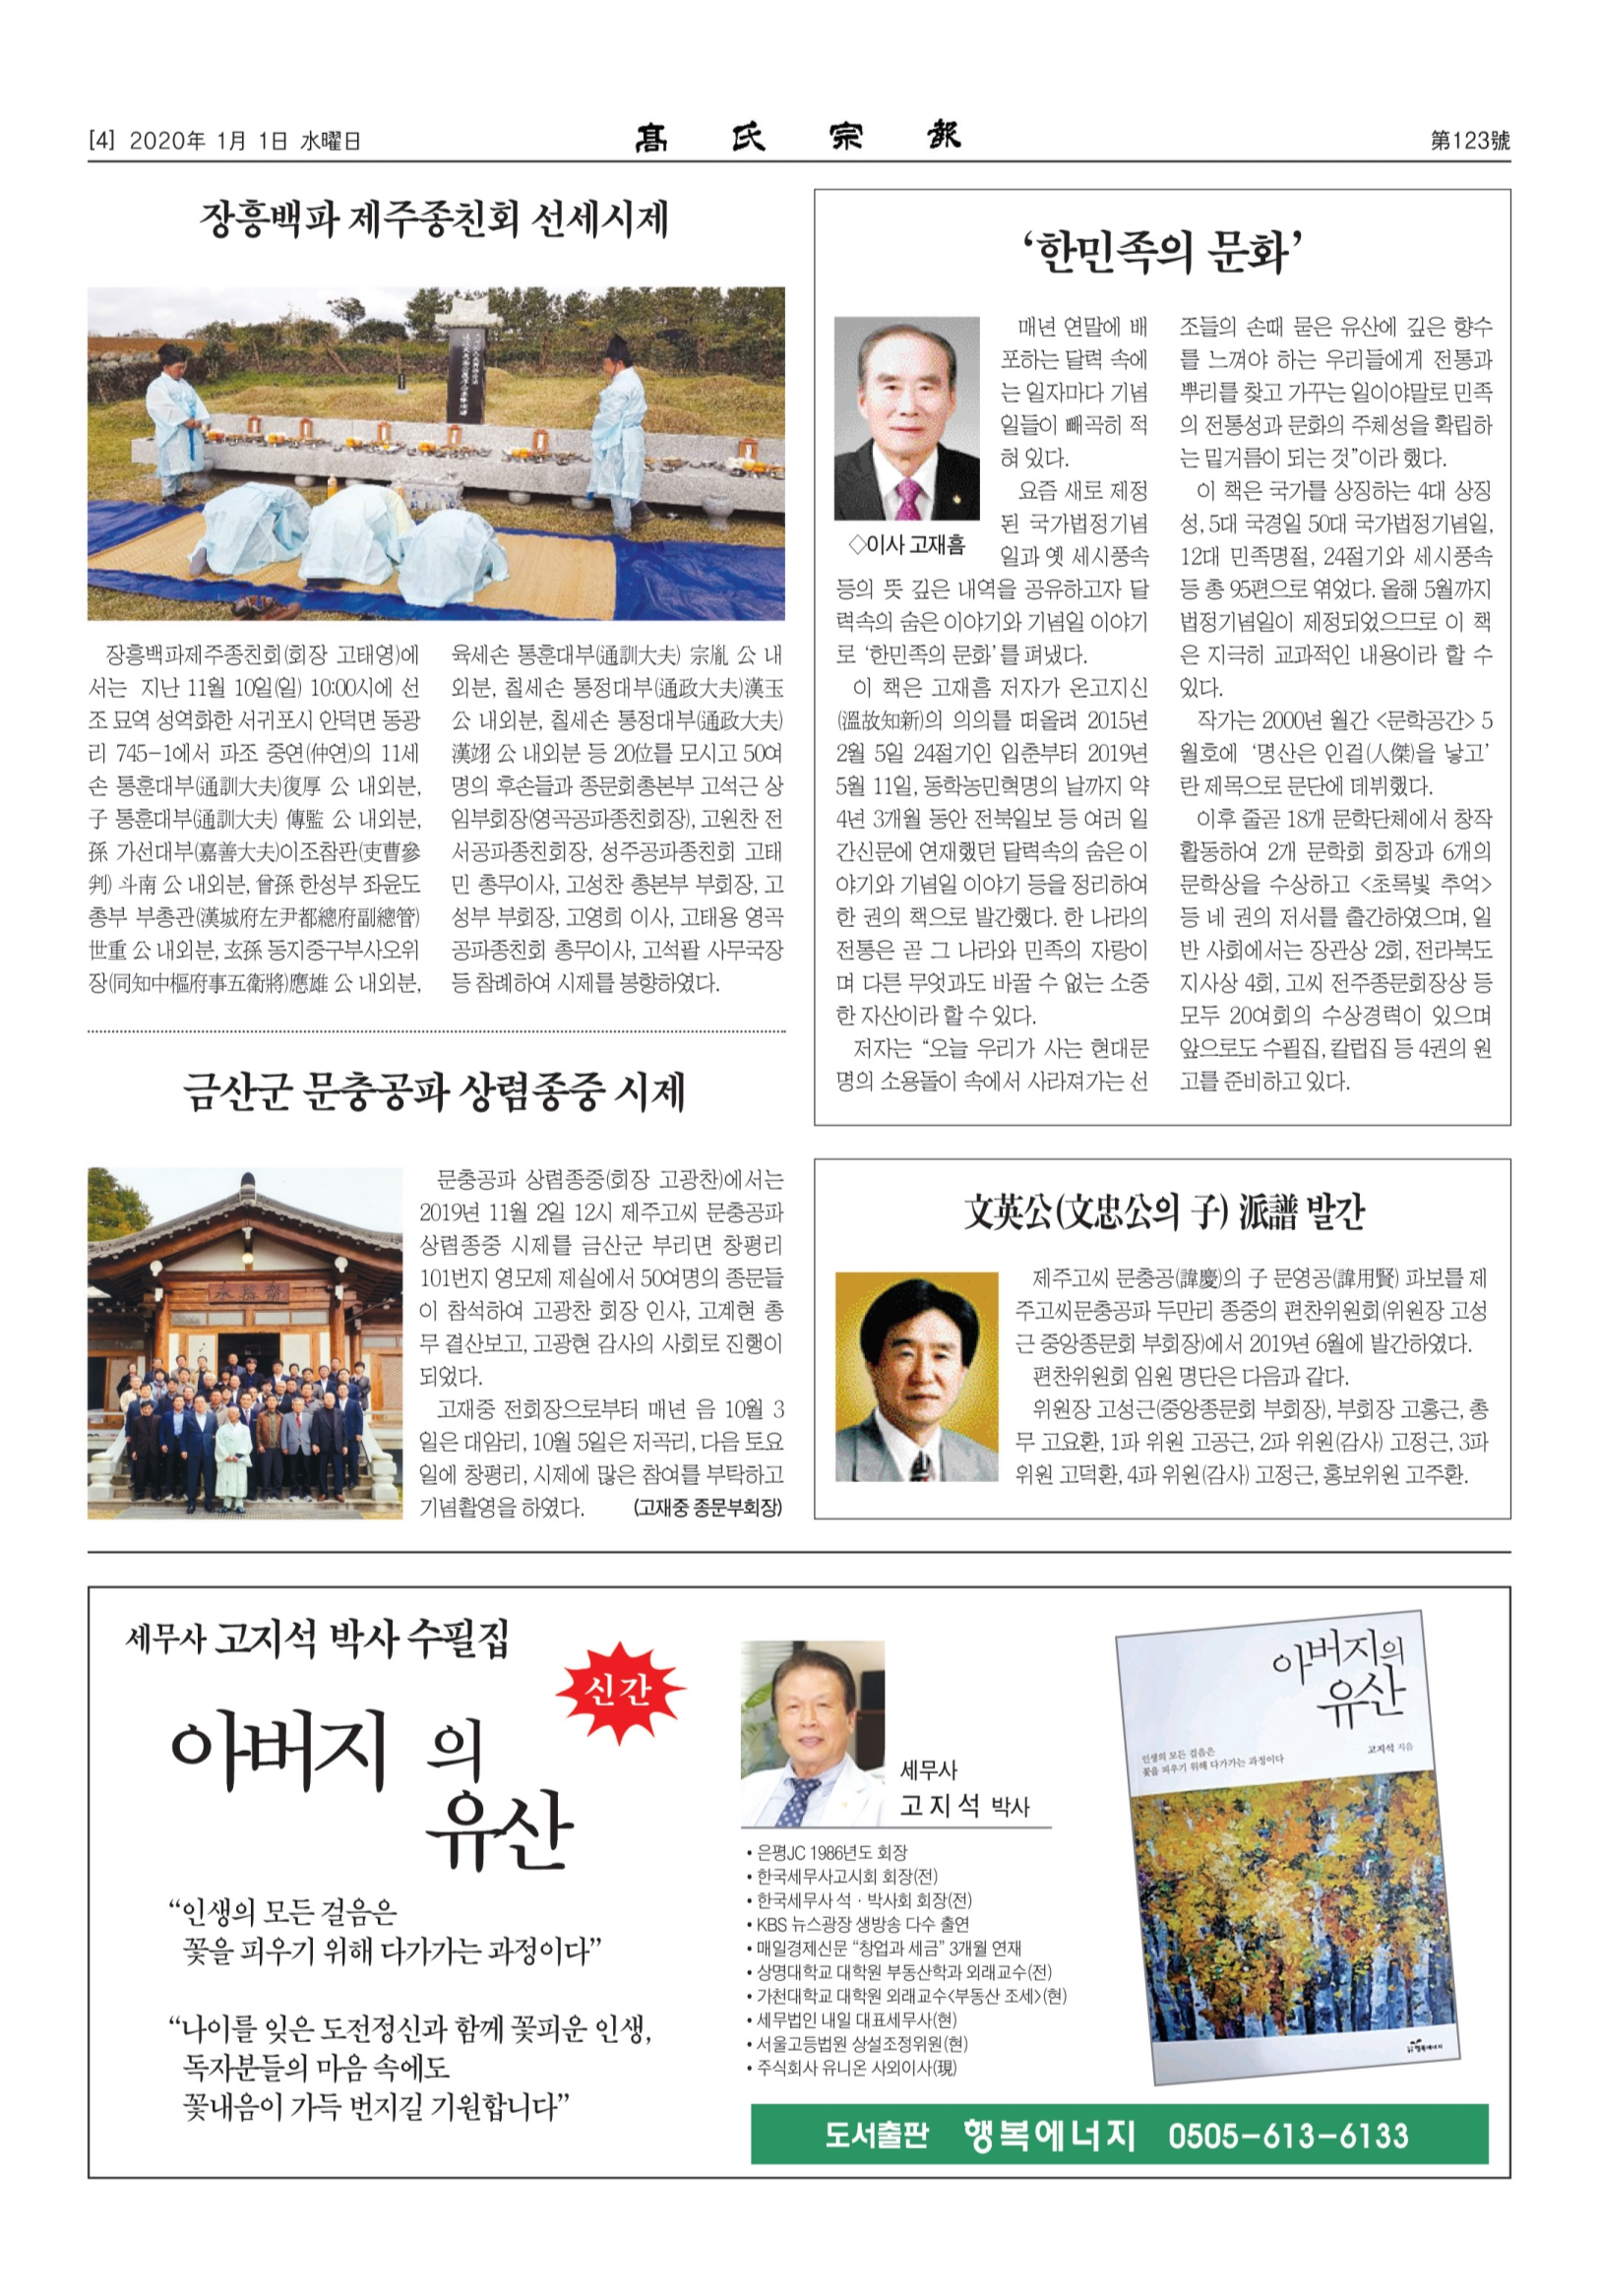 [4] 2020年 1月 1日 水曜日
髙氏宗報
第123號
장흥백파 제주종친회 선세시제
장흥백파제주종친회(회장 고태영)에
서는 지난 11월 10일(일) 10:00시에 선
조 묘역 성역화한 서귀포시 안덕면 동광
리 745-1에서 파조 중연(仲연)의 11세
손 통훈대부(通訓大夫)復厚 公 내외분,
子 통훈대부(通訓大夫) 傳監 公 내외분,
孫 가선대부(嘉善大夫)이조참판(吏曹參
判) 斗南 公 내외분, 曾孫 한성부 좌윤도
총부 부총관(漢城府左尹都總府副總管)
世重 公 내외분, 玄孫 동지중구부사오위
장(同知中樞府事五衛將)應雄 公 내외분,
육세손 통훈대부(通訓大夫) 宗胤 公 내
외분, 칠세손 통정대부(通政大夫)漢玉
公 내외분, 칠세손 통정대부(通政大夫)
漢翊 公 내외분 등 20位를 모시고 50여
명의 후손들과 종문회총본부 고석근 상
임부회장(영곡공파종친회장), 고원찬 전
서공파종친회장, 성주공파종친회 고태
민 총무이사, 고성찬 총본부 부회장, 고
성부 부회장, 고영희 이사, 고태용 영곡
공파종친회 총무이사, 고석팔 사무국장
등 참례하여 시제를 봉향하였다.
금산군 문충공파 상렴종중 시제
문충공파 상렴종중(회장 고광찬)에서는
2019년 11월 2일 12시 제주고씨 문충공파
상렴종중 시제를 금산군 부리면 창평리
101번지 영모제 제실에서 50여명의 종문들
이 참석하여 고광찬 회장 인사, 고계현 총
무 결산보고, 고광현 감사의 사회로 진행이
되었다.
고재중 전회장으로부터 매년 음 10월 3
일은 대암리, 10월 5일은 저곡리, 다음 토요
일에 창평리, 시제에 많은 참여를 부탁하고
기념촬영을 하였다. (고재중 종문부회장)
‘한민족의 문화’
◇이사 고재흠
매년 연말에 배
포하는 달력 속에
는 일자마다 기념
일들이 빼곡히 적
혀 있다.
요즘 새로 제정
된 국가법정기념
일과 옛 세시풍속
등의 뜻 깊은 내역을 공유하고자 달
력속의 숨은 이야기와 기념일 이야기
로 ‘한민족의 문화’를 펴냈다.
이 책은 고재흠 저자가 온고지신
(溫故知新)의 의의를 떠올려 2015년
2월 5일 24절기인 입춘부터 2019년
5월 11일, 동학농민혁명의 날까지 약
4년 3개월 동안 전북일보 등 여러 일
간신문에 연재했던 달력속의 숨은 이
야기와 기념일 이야기 등을 정리하여
한 권의 책으로 발간했다. 한 나라의
전통은 곧 그 나라와 민족의 자랑이
며 다른 무엇과도 바꿀 수 없는 소중
한 자산이라 할 수 있다.
저자는 “오늘 우리가 사는 현대문
명의 소용돌이 속에서 사라져가는 선
조들의 손때 묻은 유산에 깊은 향수
를 느껴야 하는 우리들에게 전통과
뿌리를 찾고 가꾸는 일이야말로 민족
의 전통성과 문화의 주체성을 확립하
는 밑거름이 되는 것”이라 했다.
이 책은 국가를 상징하는 4대 상징
성, 5대 국경일 50대 국가법정기념일,
12대 민족명절, 24절기와 세시풍속
등 총 95편으로 엮었다. 올해 5월까지
법정기념일이 제정되었으므로 이 책
은 지극히 교과적인 내용이라 할 수
있다.
작가는 2000년 월간 <문학공간> 5
월호에 ‘명산은 인걸(人傑)을 낳고’
란 제목으로 문단에 데뷔했다.
이후 줄곧 18개 문학단체에서 창작
활동하여 2개 문학회 회장과 6개의
문학상을 수상하고 <초록빛 추억>
등 네 권의 저서를 출간하였으며, 일
반 사회에서는 장관상 2회, 전라북도
지사상 4회, 고씨 전주종문회장상 등
모두 20여회의 수상경력이 있으며
앞으로도 수필집, 칼럽집 등 4권의 원
고를 준비하고 있다.
文英公(文忠公의 子) 派譜 발간
제주고씨 문충공(諱慶)의 子 문영공(諱用賢) 파보를 제
주고씨문충공파 두만리 종중의 편찬위원회(위원장 고성
근 중앙종문회 부회장)에서 2019년 6월에 발간하였다.
편찬위원회 임원 명단은 다음과 같다.
위원장 고성근(중앙종문회 부회장), 부회장 고홍근, 총
무 고요환, 1파 위원 고공근, 2파 위원(감사) 고정근, 3파
위원 고덕환, 4파 위원(감사) 고정근, 홍보위원 고주환.
세무사 고지석 박사 수필집
신간
아버지 의
유산
“인생의 모든 걸음은
꽃을 피우기 위해 다가가는 과정이다”
“나이를 잊은 도전정신과 함께 꽃피운 인생,
독자분들의 마음 속에도
꽃내음이 가득 번지길 기원합니다”
세무사
고지석 박사
• 은평JC 1986년도 회장
• 한국세무사고시회 회장(전)
• 한국세무사 석 · 박사회 회장(전)
• KBS 뉴스광장 생방송 다수 출연
• 매일경제신문 “창업과 세금” 3개월 연재
• 상명대학교 대학원 부동산학과 외래교수(전)
• 가천대학교 대학원 외래교수<부동산 조세>(현)
• 세무법인 내일 대표세무사(현)
• 서울고등법원 상설조정위원(현)
• 주식회사 유니온 사외이사(現)
아버지의
유산
고지석 지음
인생의 모든 걸음은
꽃을 피우기 위해 다가가는 과정이다
행복에너지
도서출판 행복에너지 0505-613-6133